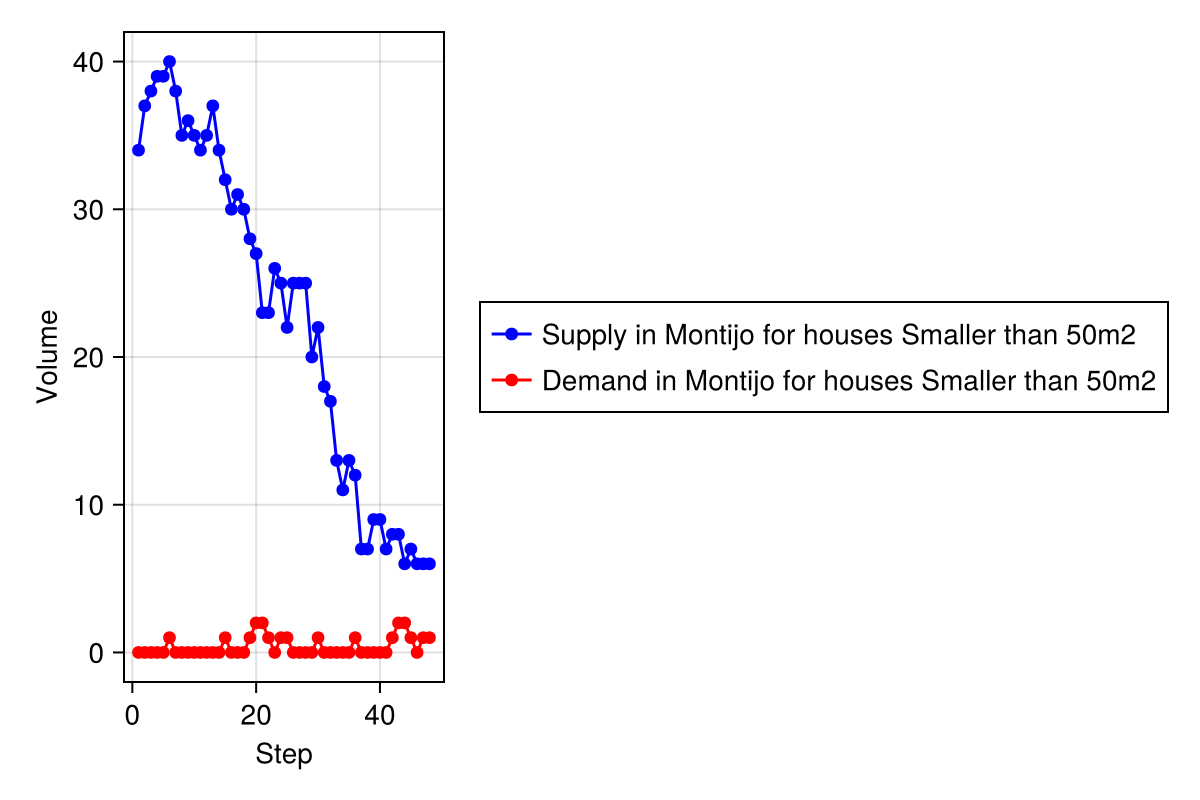 40
30
20
10
0
Volume
0 20 40
Step
Supply in Montijo for houses Smaller than 50m2
Demand in Montijo for houses Smaller than 50m2